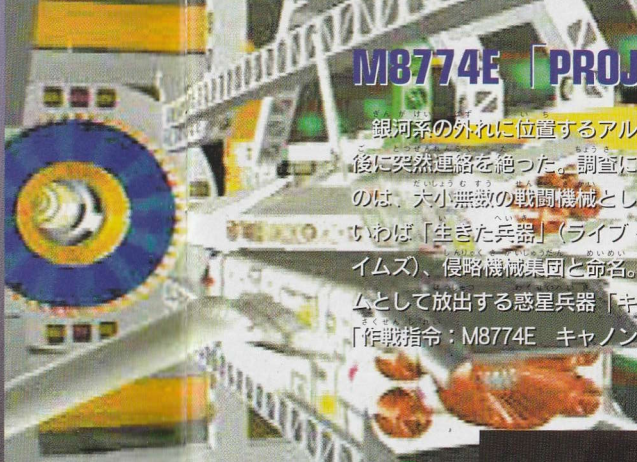 M8774E 「PROJ
銀河系の外れに位置するアル
後に突然連絡を絶った。調査に
のは、大小無数の戦闘機械とし
いわば「生きた兵器」（ライブ
イムズ）、侵略機械集団と命名。
ムとして放出する惑星兵器「キ
「作戦指令：M8774E　キャノン